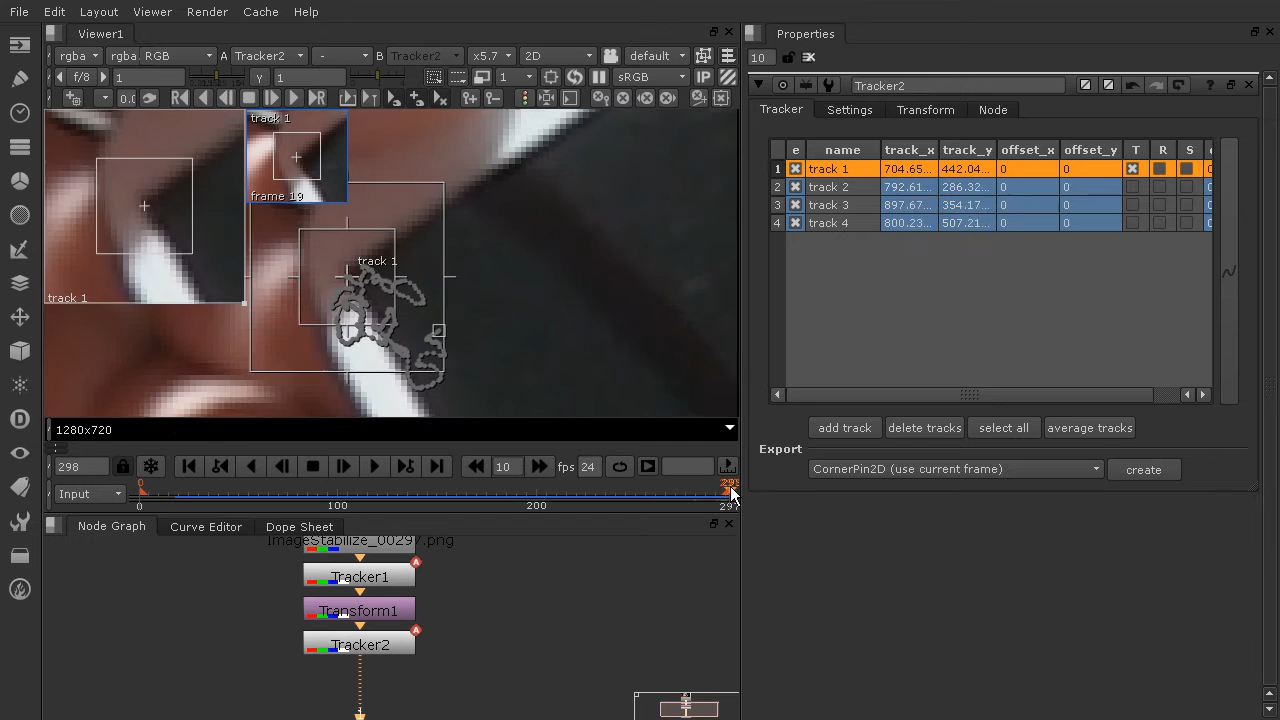 File Edit Layout Viewer Render Cache Help
Viewer1
Properties
rgba rgba RGB A Tracker2 - B Tracker2 x5.7 2D default
f/8 1 Y 1 1 sRGB IP
10
Tracker2
0.0
Tracker Settings Transform Node
track 1
frame 19
track 1
track 1
e name track_x track_y offset_x offset_y T R S
1 track 1 704.65... 442.04... 0 0
2 track 2 792.61... 286.32... 0 0
3 track 3 897.67... 354.17... 0 0
4 track 4 800.23... 507.21... 0 0
add track delete tracks select all average tracks
Export
CornerPin2D (use current frame) create
1280x720
298 10 fps 24
Input 0 100 200 297
0
Node Graph Curve Editor Dope Sheet
ImageStabilize_00297.png
Tracker1
A
Transform1
Tracker2
A